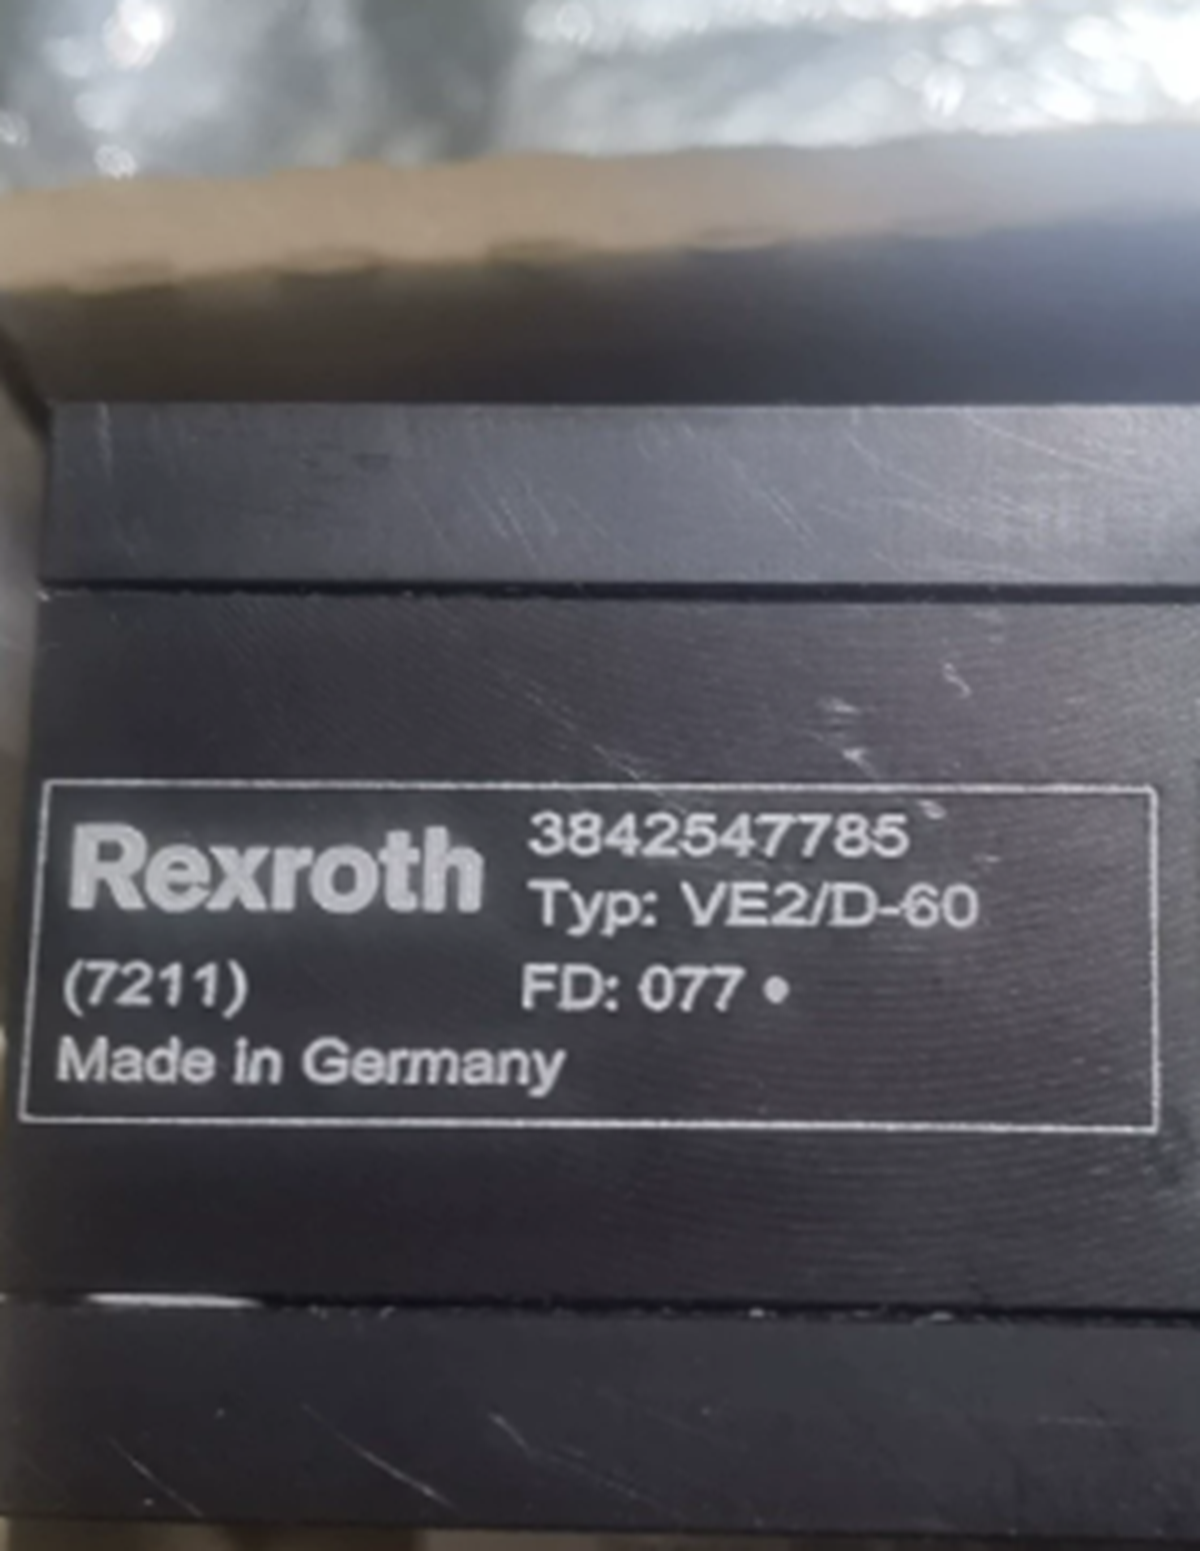 Rexroth 3842547785
Typ: VE2/D-60
(7211) FD: 077 •
Made in Germany